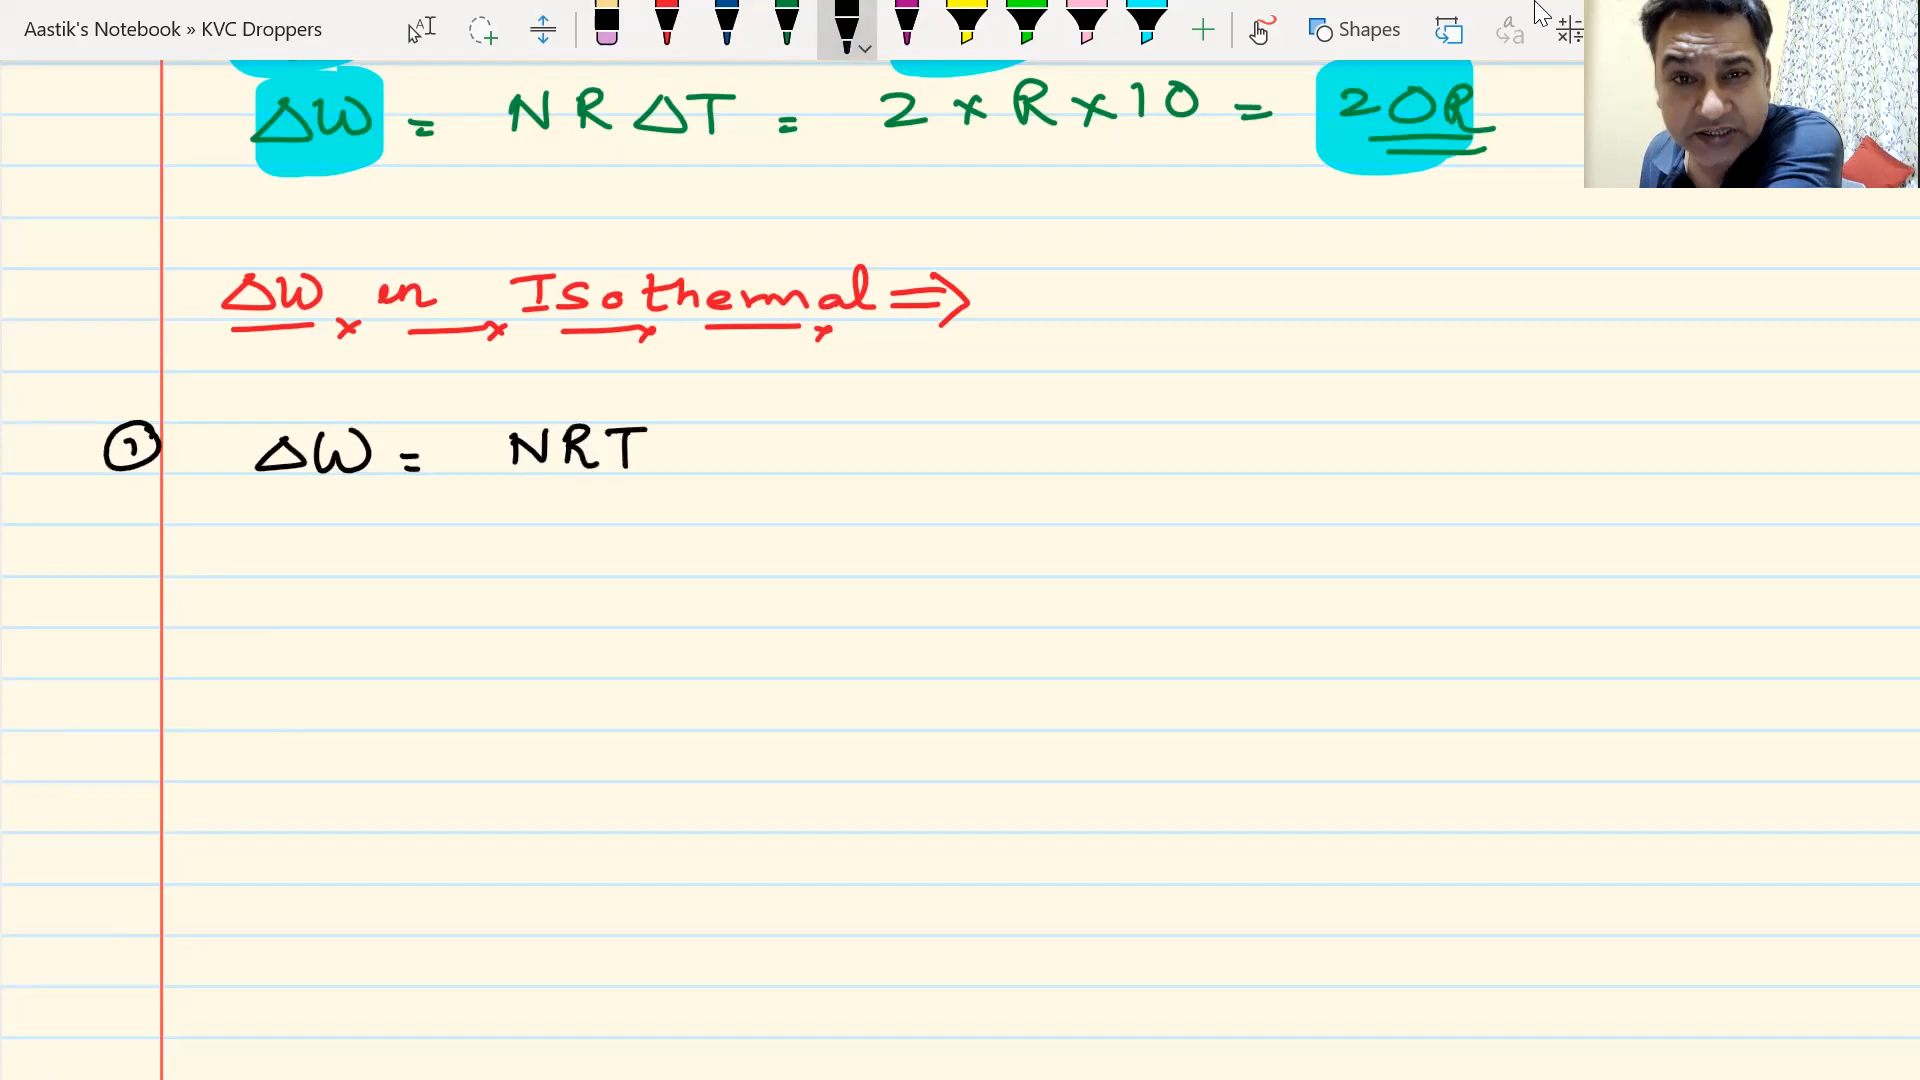 Aastik's Notebook » KVC Droppers
Shapes
ΔW = NRΔT = 2 × R × 10 = 20R
ΔW in Isothermal ⇒
① ΔW = NRT